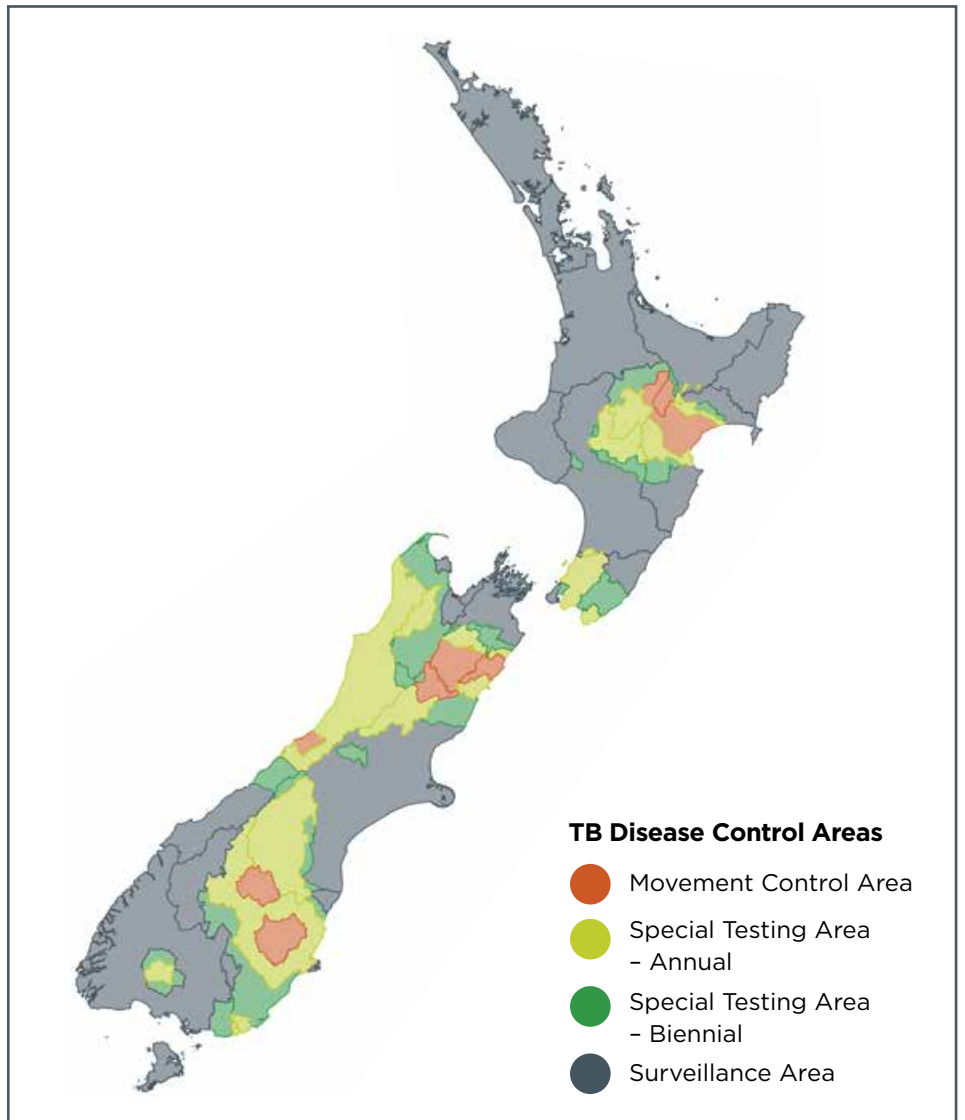 TB Disease Control Areas
Movement Control Area
Special Testing Area
– Annual
Special Testing Area
– Biennial
Surveillance Area